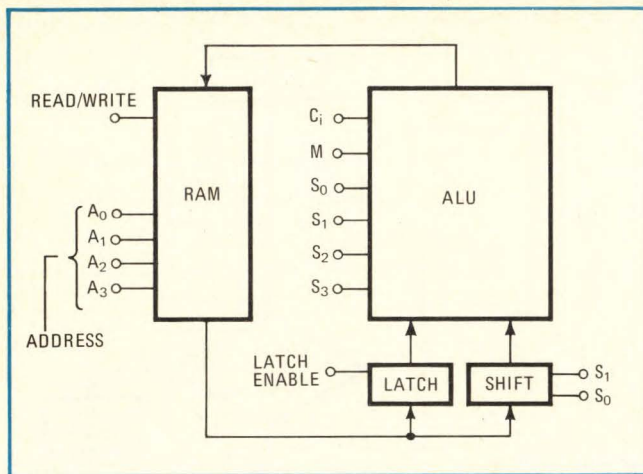 READ/WRITE
A₀
A₁
A₂
A₃
ADDRESS
RAM
Cᵢ
M
S₀
S₁
S₂
S₃
ALU
LATCH
ENABLE
LATCH
SHIFT
S₁
S₀